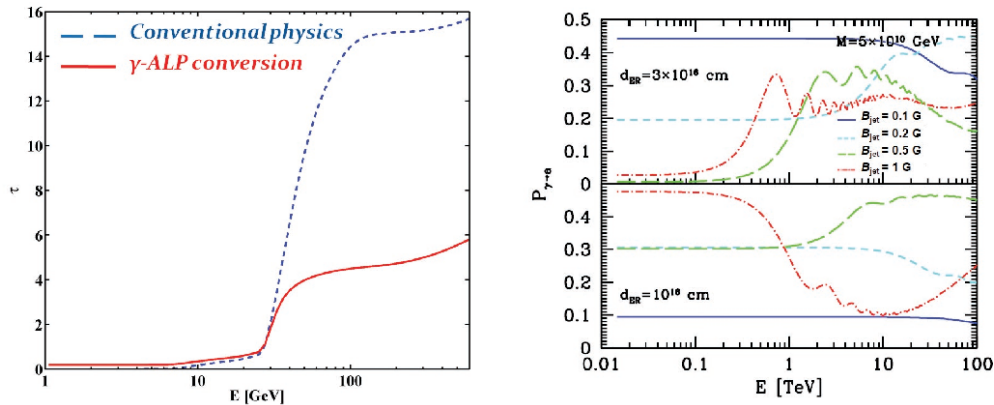 16
14
12
10
8
6
4
2
0
τ
Conventional physics
γ-ALP conversion
1
10
100
E [GeV]
0.5
0.4
0.3
0.2
0.1
0
0.4
0.3
0.2
0.1
0
P γ→a
M=5×10¹⁰ GeV
d_ER=3×10¹⁶ cm
B_jet = 0.1 G
B_jet = 0.2 G
B_jet = 0.5 G
B_jet = 1 G
d_ER=10¹⁶ cm
0.01
0.1
1
10
100
E [TeV]